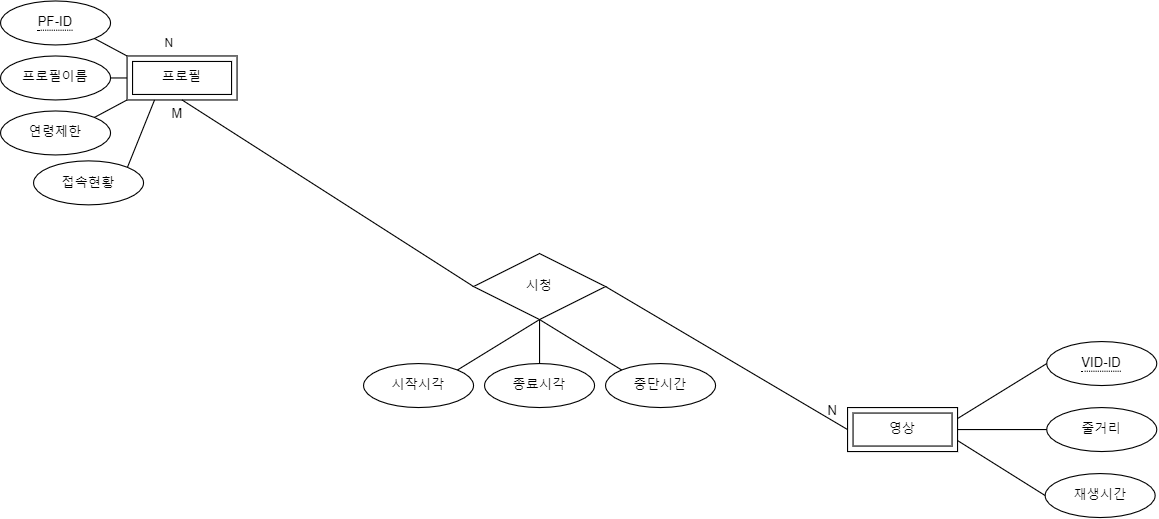 PF-ID
N
프로필이름
프로필
M
연령제한
접속현황
시청
시작시각
종료시각
중단시간
VID-ID
N
영상
줄거리
재생시간